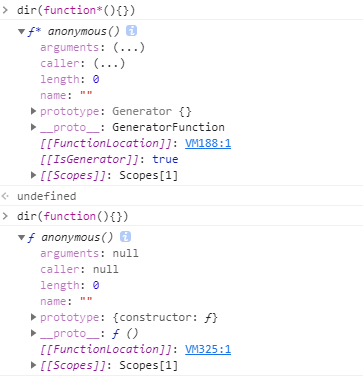 > dir(function*(){})
▼ ƒ* anonymous() i
arguments: (...)
caller: (...)
length: 0
name: ""
▶ prototype: Generator {}
▶ __proto__: GeneratorFunction
[[FunctionLocation]]: VM188:1
[[IsGenerator]]: true
▶ [[Scopes]]: Scopes[1]
undefined
> dir(function(){})
▼ ƒ anonymous() i
arguments: null
caller: null
length: 0
name: ""
▶ prototype: {constructor: ƒ}
▶ __proto__: ƒ ()
[[FunctionLocation]]: VM325:1
▶ [[Scopes]]: Scopes[1]